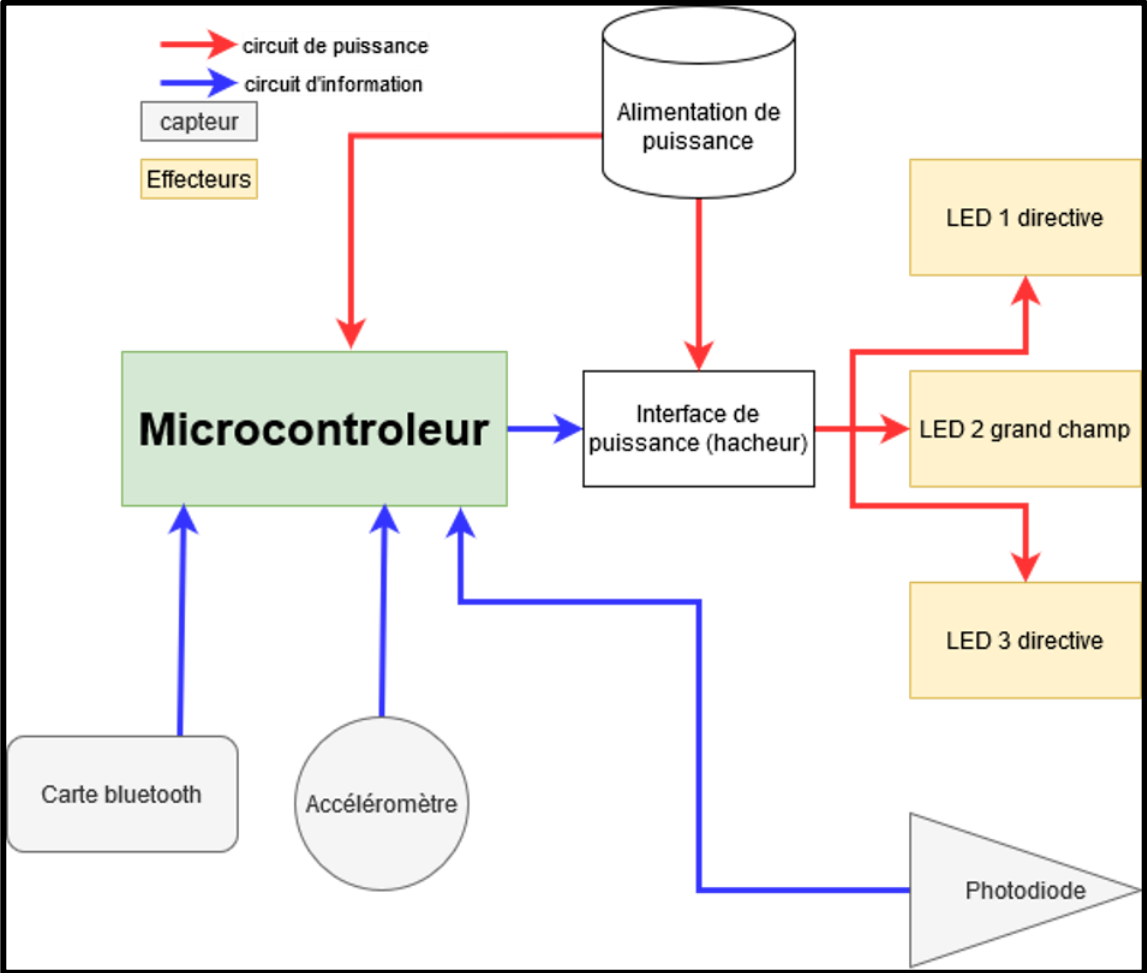 circuit de puissance
circuit d'information
capteur
Effecteurs
Alimentation de
puissance
LED 1 directive
Microcontroleur
Interface de
puissance (hacheur)
LED 2 grand champ
LED 3 directive
Carte bluetooth
Accéléromètre
Photodiode